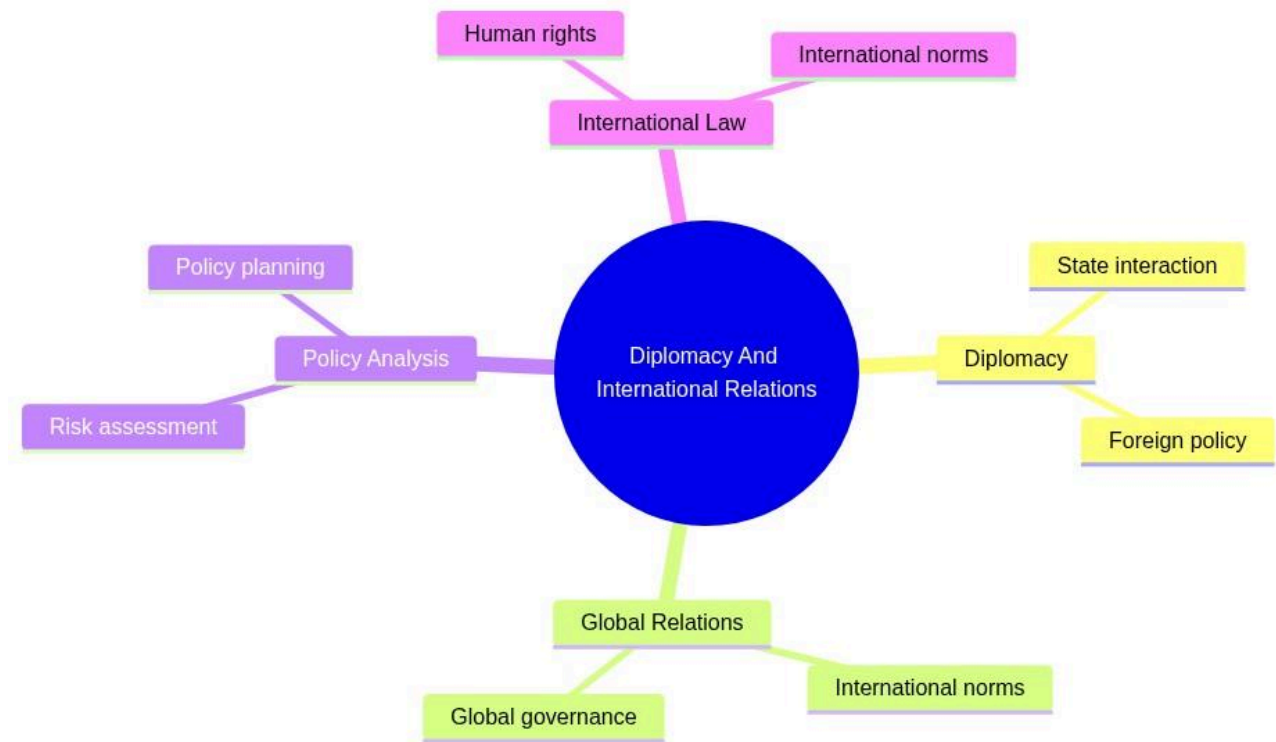 Human rights
International norms
International Law
Policy planning
State interaction
Policy Analysis
Diplomacy And
International Relations
Diplomacy
Risk assessment
Foreign policy
Global Relations
International norms
Global governance